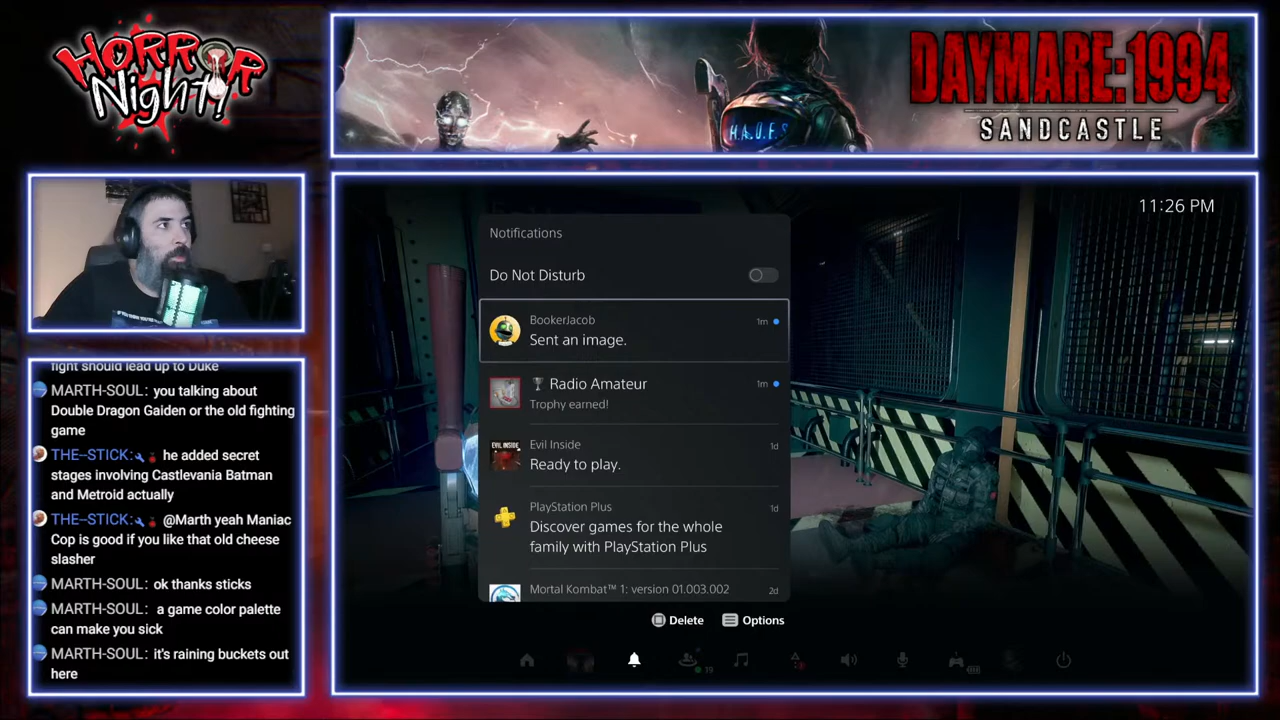 HORROR
Night!
DAYMARE:1994
SANDCASTLE
H.A.D.E.S
11:26 PM
Notifications
Do Not Disturb
BookerJacob
1m
Sent an image.
Radio Amateur
1m
Trophy earned!
EVIL INSIDE
Evil Inside
1d
Ready to play.
PlayStation Plus
1d
Discover games for the whole
family with PlayStation Plus
Mortal Kombat™ 1: version 01.003.002
2d
Delete
Options
19
fight should lead up to Duke
MARTH-SOUL: you talking about
Double Dragon Gaiden or the old fighting
game
THE–STICK: he added secret
stages involving Castlevania Batman
and Metroid actually
THE–STICK: @Marth yeah Maniac
Cop is good if you like that old cheese
slasher
MARTH-SOUL: ok thanks sticks
MARTH-SOUL: a game color palette
can make you sick
MARTH-SOUL: it's raining buckets out
here